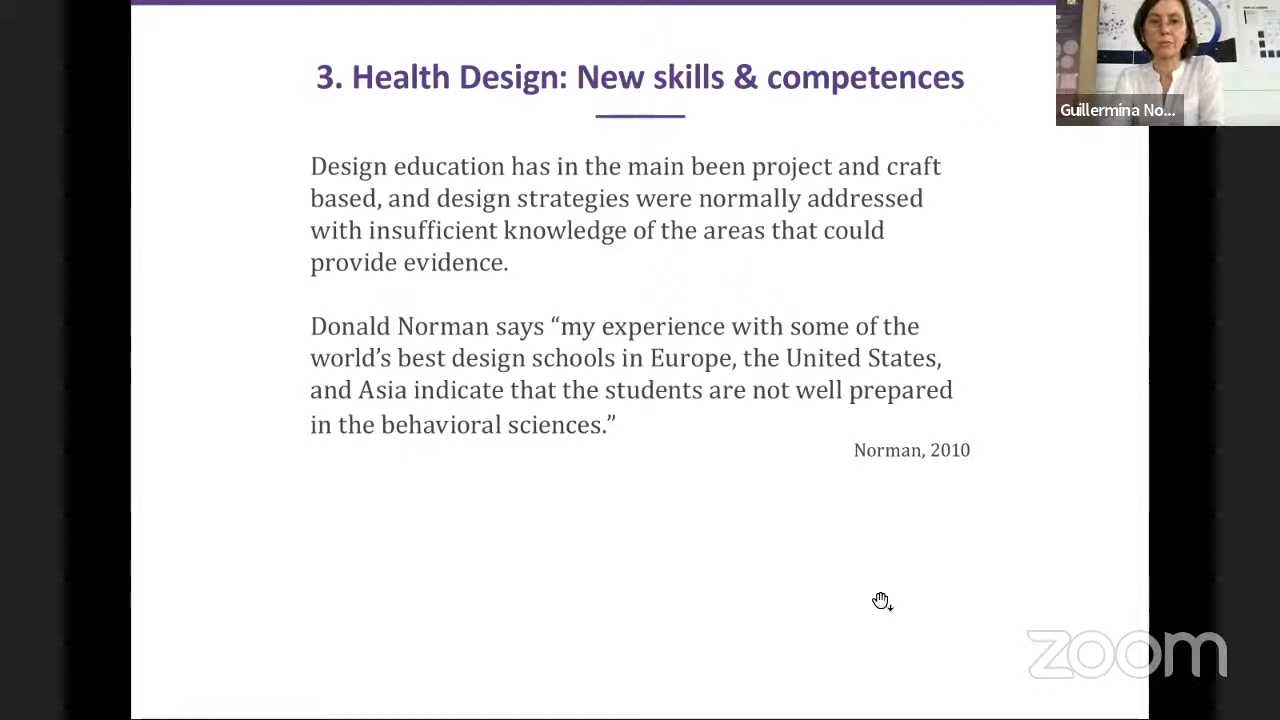 3. Health Design: New skills & competences
Guillermina No...
Design education has in the main been project and craft
based, and design strategies were normally addressed
with insufficient knowledge of the areas that could
provide evidence.
Donald Norman says “my experience with some of the
world’s best design schools in Europe, the United States,
and Asia indicate that the students are not well prepared
in the behavioral sciences.”
Norman, 2010
zoom